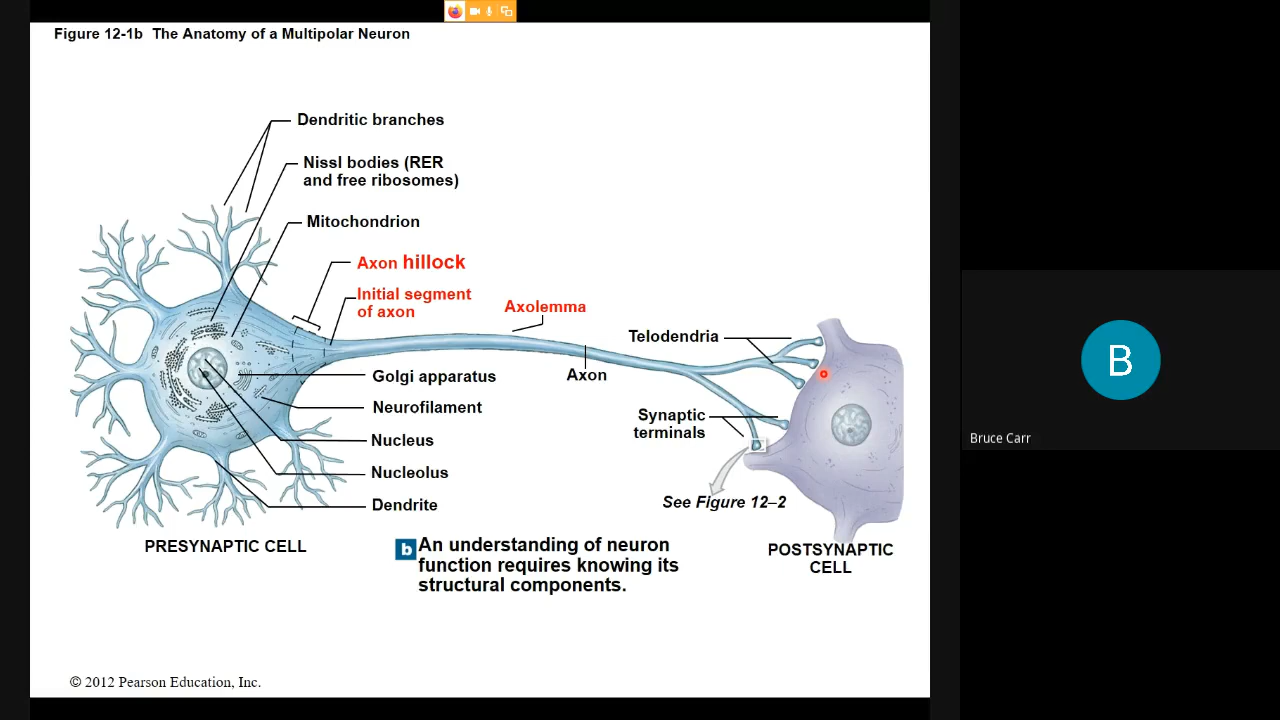 Figure 12-1b The Anatomy of a Multipolar Neuron
Dendritic branches
Nissl bodies (RER
and free ribosomes)
Mitochondrion
Axon hillock
Initial segment
of axon
Axolemma
Telodendria
Axon
Golgi apparatus
Neurofilament
Synaptic
terminals
Nucleus
Nucleolus
Dendrite
See Figure 12–2
PRESYNAPTIC CELL
b An understanding of neuron
function requires knowing its
structural components.
POSTSYNAPTIC
CELL
© 2012 Pearson Education, Inc.
B
Bruce Carr